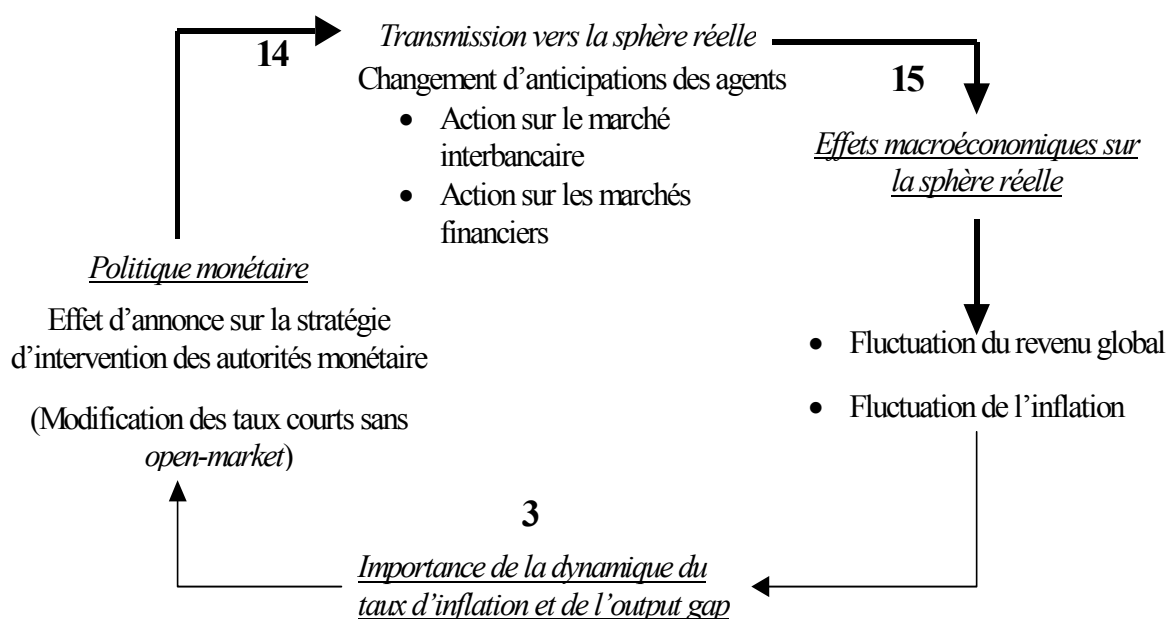 14
Transmission vers la sphère réelle
Changement d'anticipations des agents
• Action sur le marché
interbancaire
• Action sur les marchés
financiers
15
Effets macroéconomiques sur
la sphère réelle
• Fluctuation du revenu global
• Fluctuation de l'inflation
Politique monétaire
Effet d'annonce sur la stratégie
d'intervention des autorités monétaire
(Modification des taux courts sans
open-market)
3
Importance de la dynamique du
taux d'inflation et de l'output gap